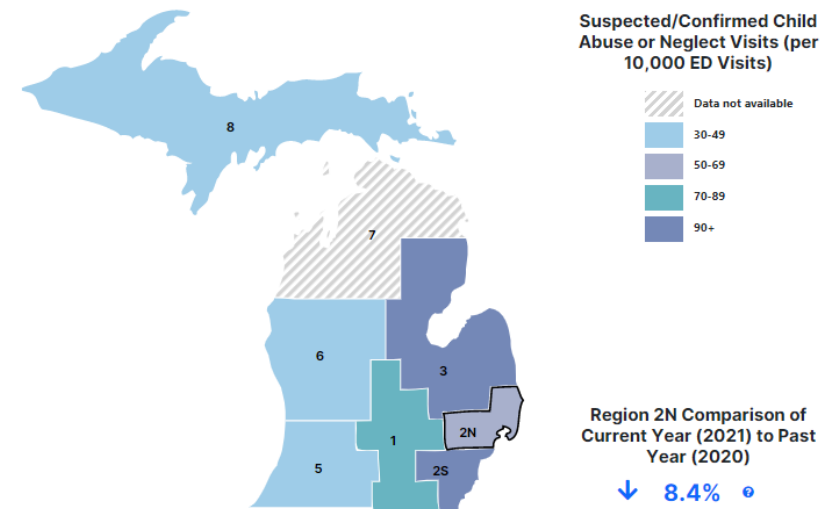 Suspected/Confirmed Child
Abuse or Neglect Visits (per
10,000 ED Visits)
Data not available
30-49
50-69
70-89
90+
8
7
6
3
2N
1
5
2S
Region 2N Comparison of
Current Year (2021) to Past
Year (2020)
↓ 8.4% ?